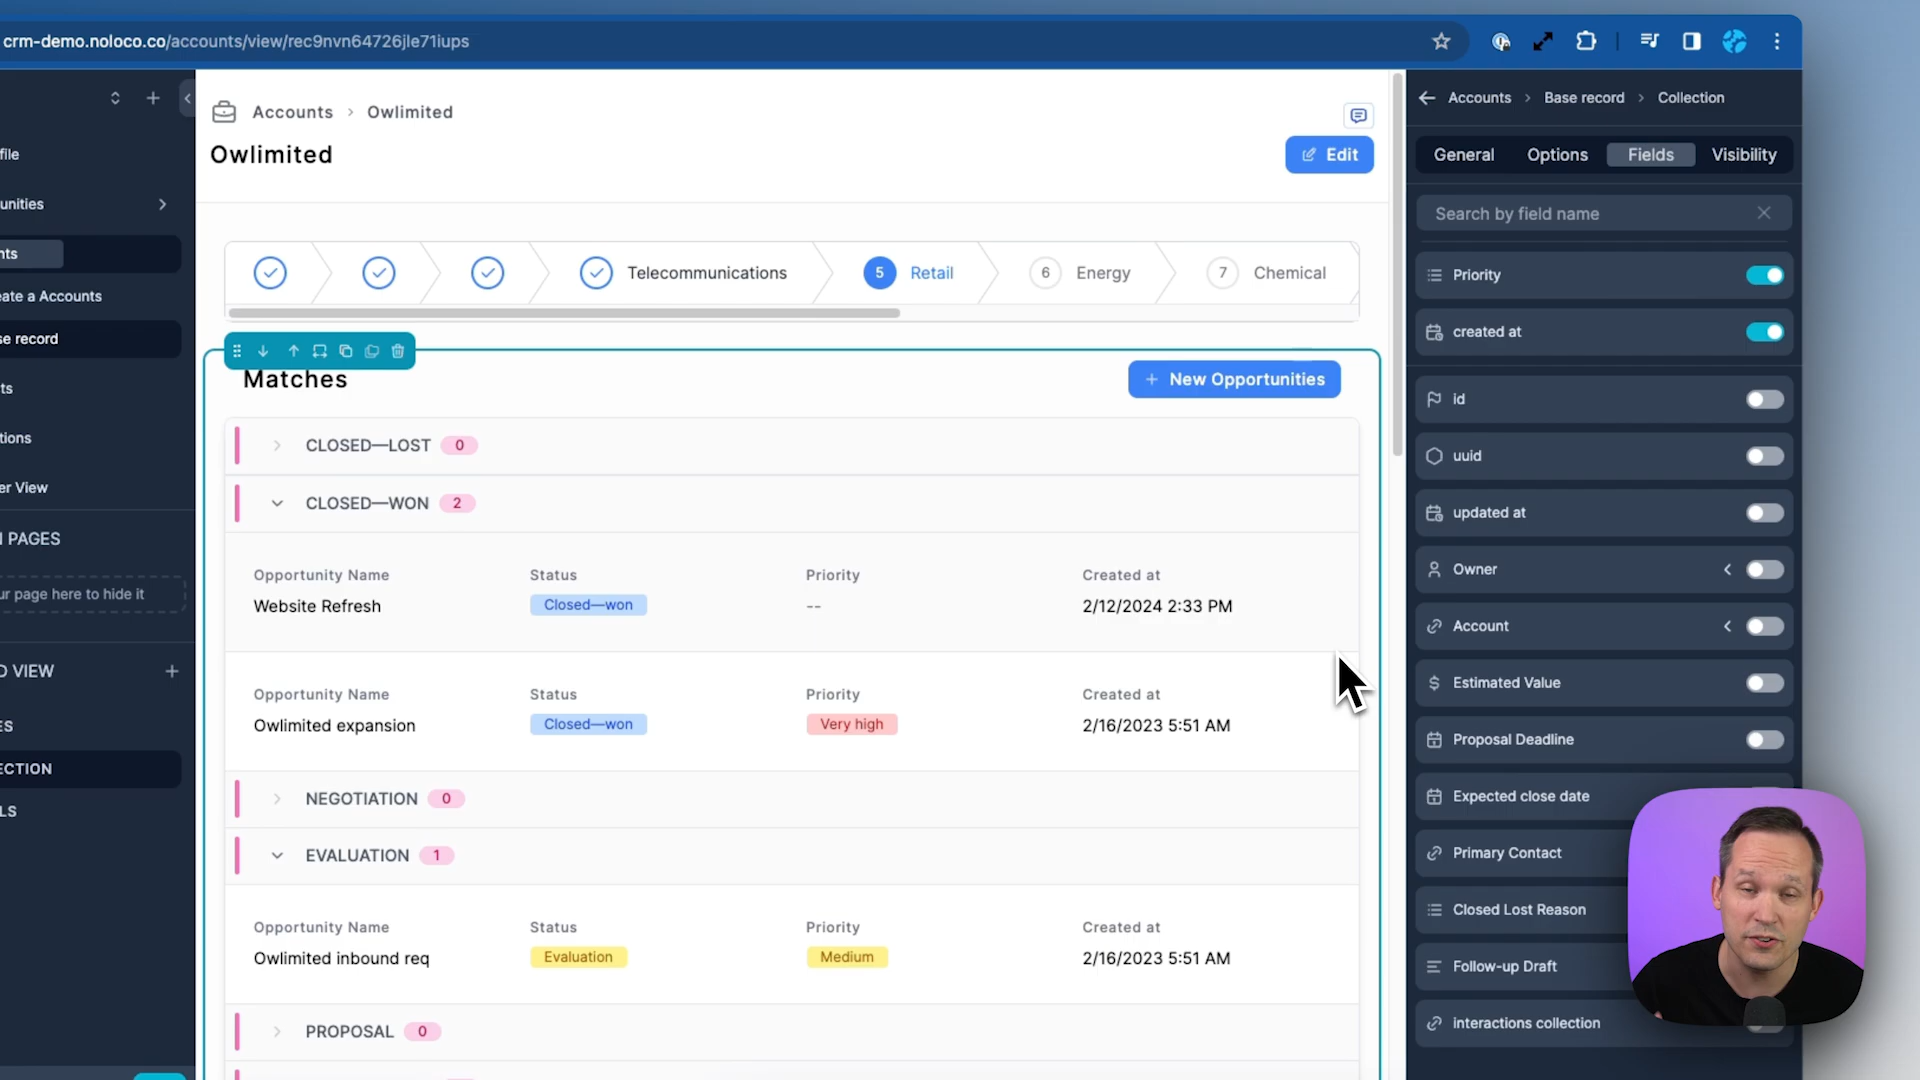 crm-demo.noloco.co/accounts/view/rec9nvn64726jle71iups
file
unities
nts
eate a Accounts
se record
ts
tions
er View
N PAGES
ur page here to hide it
D VIEW
ES
ECTION
LS
Accounts > Owlimited
Owlimited
Edit
Telecommunications
5 Retail
6 Energy
7 Chemical
Matches
+ New Opportunities
CLOSED—LOST 0
CLOSED—WON 2
Opportunity Name Status Priority Created at
Website Refresh Closed—won -- 2/12/2024 2:33 PM
Opportunity Name Status Priority Created at
Owlimited expansion Closed—won Very high 2/16/2023 5:51 AM
NEGOTIATION 0
EVALUATION 1
Opportunity Name Status Priority Created at
Owlimited inbound req Evaluation Medium 2/16/2023 5:51 AM
PROPOSAL 0
Accounts > Base record > Collection
General Options Fields Visibility
Search by field name
Priority
created at
id
uuid
updated at
Owner
Account
Estimated Value
Proposal Deadline
Expected close date
Primary Contact
Closed Lost Reason
Follow-up Draft
interactions collection